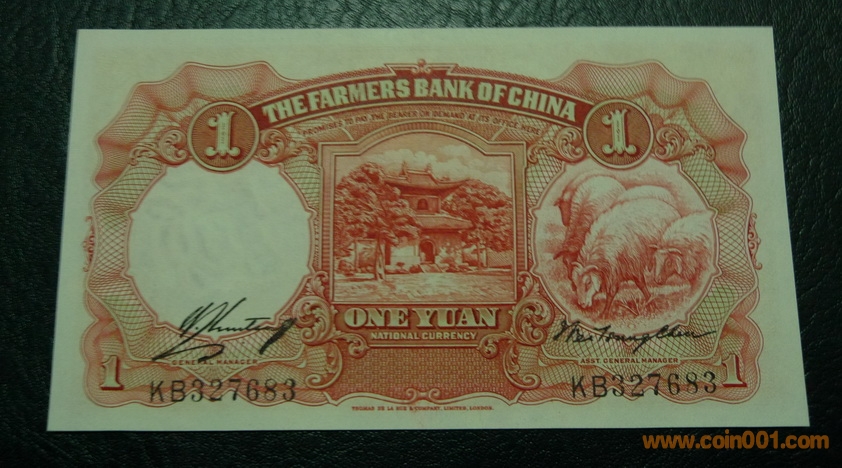 THE FARMERS BANK OF CHINA
PROMISES TO PAY THE BEARER ON DEMAND AT ITS OFFICE HERE
1
1
ONE YUAN
NATIONAL CURRENCY
GENERAL MANAGER
ASST. GENERAL MANAGER
1
KB327683
KB327683
1
THOMAS DE LA RUE & COMPANY, LIMITED, LONDON.
www.coin001.com